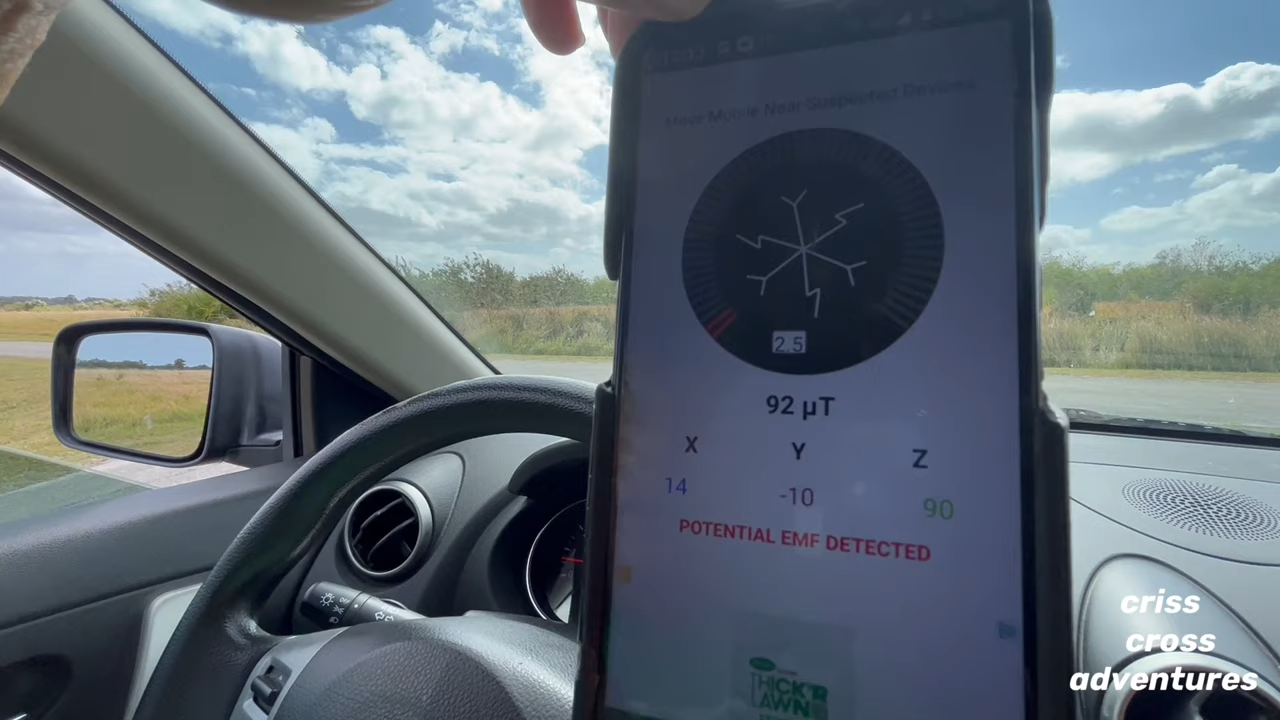 Move Mobile Near Suspected Devices
2.5
92 µT
X Y Z
14 -10 90
POTENTIAL EMF DETECTED
THICK'R
LAWN
criss
cross
adventures